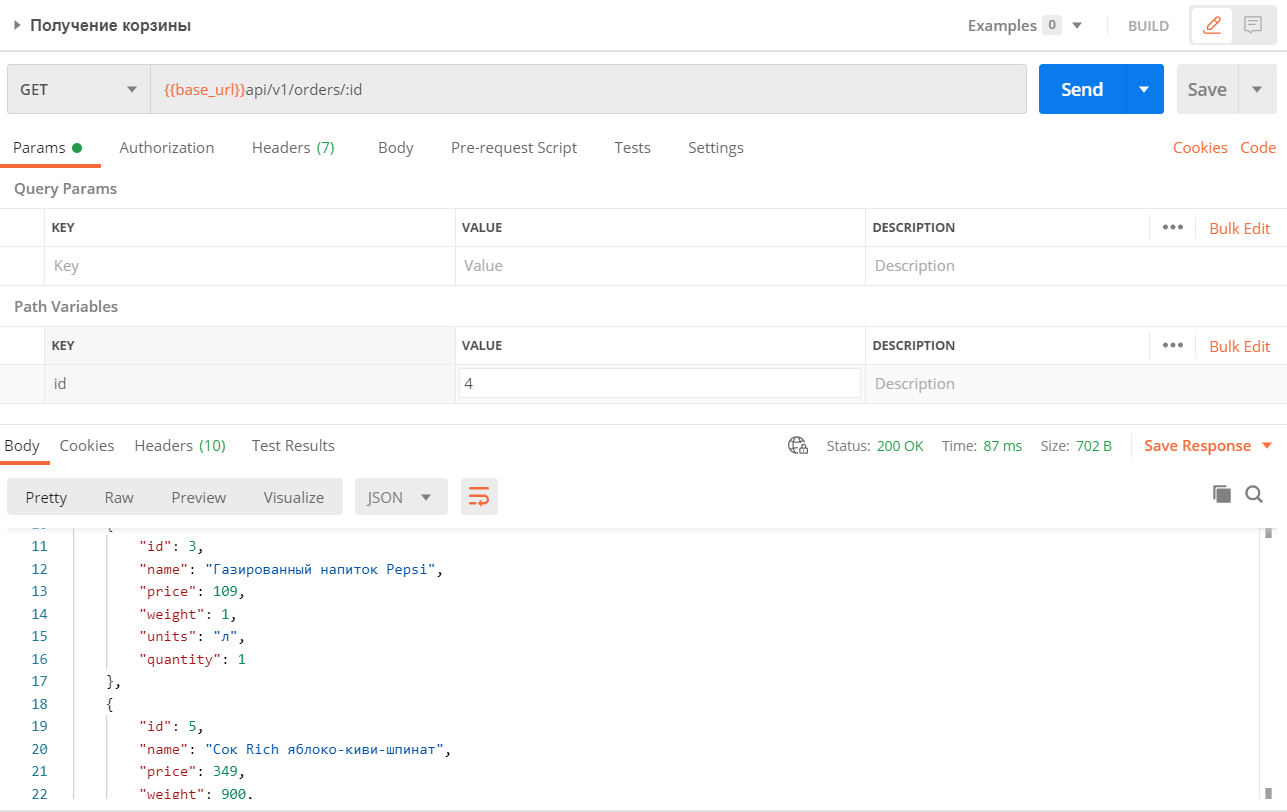 Получение корзины Examples 0 BUILD
GET {{base_url}}api/v1/orders/:id Send Save
Params Authorization Headers (7) Body Pre-request Script Tests Settings Cookies Code
Query Params
KEY VALUE DESCRIPTION ••• Bulk Edit
Key Value Description
Path Variables
KEY VALUE DESCRIPTION ••• Bulk Edit
id 4 Description
Body Cookies Headers (10) Test Results Status: 200 OK Time: 87 ms Size: 702 B Save Response
Pretty Raw Preview Visualize JSON
10 {
11 "id": 3,
12 "name": "Газированный напиток Pepsi",
13 "price": 109,
14 "weight": 1,
15 "units": "л",
16 "quantity": 1
17 },
18 {
19 "id": 5,
20 "name": "Сок Rich яблоко-киви-шпинат",
21 "price": 349,
22 "weight": 900,